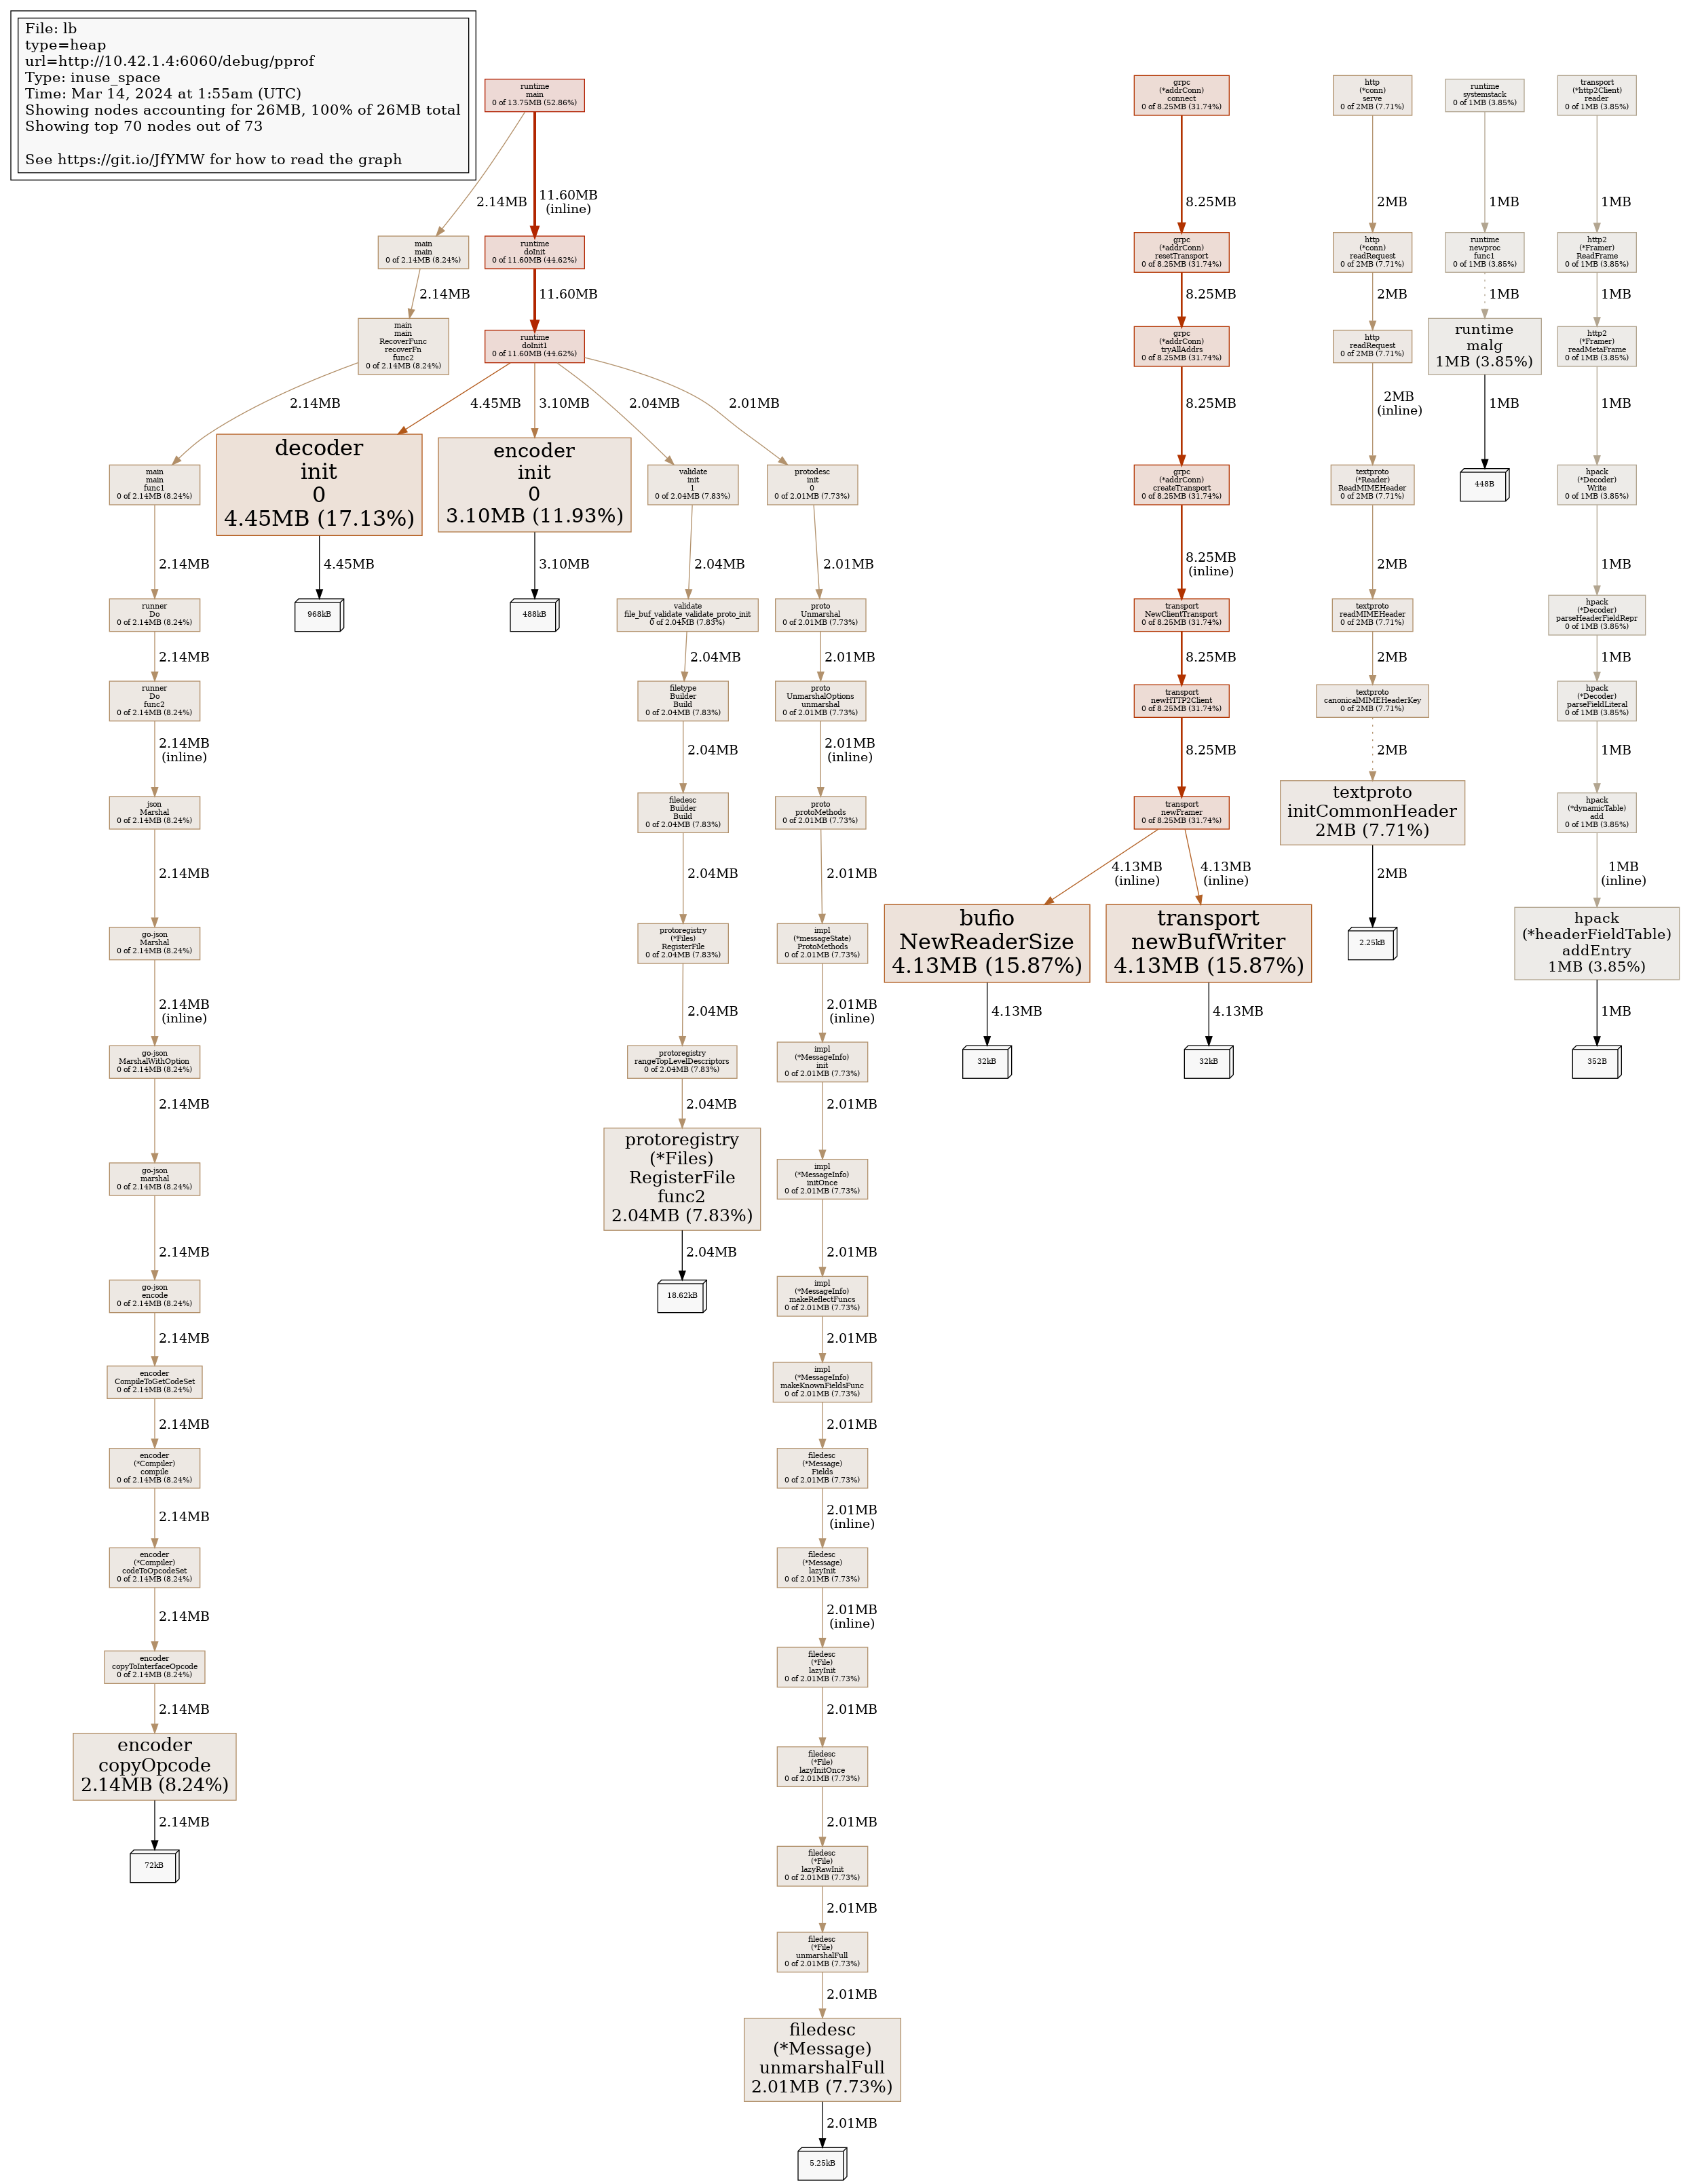 File: lb
type=heap
url=http://10.42.1.4:6060/debug/pprof
Type: inuse_space
Time: Mar 14, 2024 at 1:55am (UTC)
Showing nodes accounting for 26MB, 100% of 26MB total
Showing top 70 nodes out of 73
See https://git.io/JfYMW for how to read the graph
runtime
main
0 of 13.75MB (52.86%)
2.14MB
11.60MB
(inline)
main
main
0 of 2.14MB (8.24%)
2.14MB
main
main
RecoverFunc
recoverFn
func2
0 of 2.14MB (8.24%)
2.14MB
main
main
func1
0 of 2.14MB (8.24%)
2.14MB
runner
Do
0 of 2.14MB (8.24%)
2.14MB
runner
Do
func2
0 of 2.14MB (8.24%)
2.14MB
(inline)
json
Marshal
0 of 2.14MB (8.24%)
2.14MB
go-json
Marshal
0 of 2.14MB (8.24%)
2.14MB
(inline)
go-json
MarshalWithOption
0 of 2.14MB (8.24%)
2.14MB
go-json
marshal
0 of 2.14MB (8.24%)
2.14MB
go-json
encode
0 of 2.14MB (8.24%)
2.14MB
encoder
CompileToGetCodeSet
0 of 2.14MB (8.24%)
2.14MB
encoder
(*Compiler)
compile
0 of 2.14MB (8.24%)
2.14MB
encoder
(*Compiler)
codeToOpcodeSet
0 of 2.14MB (8.24%)
2.14MB
encoder
copyToInterfaceOpcode
0 of 2.14MB (8.24%)
2.14MB
encoder
copyOpcode
2.14MB (8.24%)
2.14MB
72kB
runtime
doInit
0 of 11.60MB (44.62%)
11.60MB
runtime
doInit1
0 of 11.60MB (44.62%)
4.45MB
3.10MB
2.04MB
2.01MB
decoder
init
0
4.45MB (17.13%)
4.45MB
968kB
encoder
init
0
3.10MB (11.93%)
3.10MB
488kB
validate
init
1
0 of 2.04MB (7.83%)
2.04MB
validate
file_buf_validate_validate_proto_init
0 of 2.04MB (7.83%)
2.04MB
filetype
Builder
Build
0 of 2.04MB (7.83%)
2.04MB
filedesc
Builder
Build
0 of 2.04MB (7.83%)
2.04MB
protoregistry
(*Files)
RegisterFile
0 of 2.04MB (7.83%)
2.04MB
protoregistry
rangeTopLevelDescriptors
0 of 2.04MB (7.83%)
2.04MB
protoregistry
(*Files)
RegisterFile
func2
2.04MB (7.83%)
2.04MB
18.62kB
protodesc
init
0
0 of 2.01MB (7.73%)
2.01MB
proto
Unmarshal
0 of 2.01MB (7.73%)
2.01MB
proto
UnmarshalOptions
unmarshal
0 of 2.01MB (7.73%)
2.01MB
(inline)
proto
protoMethods
0 of 2.01MB (7.73%)
2.01MB
impl
(*messageState)
ProtoMethods
0 of 2.01MB (7.73%)
2.01MB
(inline)
impl
(*MessageInfo)
init
0 of 2.01MB (7.73%)
2.01MB
impl
(*MessageInfo)
initOnce
0 of 2.01MB (7.73%)
2.01MB
impl
(*MessageInfo)
makeReflectFuncs
0 of 2.01MB (7.73%)
2.01MB
impl
(*MessageInfo)
makeKnownFieldsFunc
0 of 2.01MB (7.73%)
2.01MB
filedesc
(*Message)
Fields
0 of 2.01MB (7.73%)
2.01MB
(inline)
filedesc
(*Message)
lazyInit
0 of 2.01MB (7.73%)
2.01MB
(inline)
filedesc
(*File)
lazyInit
0 of 2.01MB (7.73%)
2.01MB
filedesc
(*File)
lazyInitOnce
0 of 2.01MB (7.73%)
2.01MB
filedesc
(*File)
lazyRawInit
0 of 2.01MB (7.73%)
2.01MB
filedesc
(*File)
unmarshalFull
0 of 2.01MB (7.73%)
2.01MB
filedesc
(*Message)
unmarshalFull
2.01MB (7.73%)
2.01MB
5.25kB
grpc
(*addrConn)
connect
0 of 8.25MB (31.74%)
8.25MB
grpc
(*addrConn)
resetTransport
0 of 8.25MB (31.74%)
8.25MB
grpc
(*addrConn)
tryAllAddrs
0 of 8.25MB (31.74%)
8.25MB
grpc
(*addrConn)
createTransport
0 of 8.25MB (31.74%)
8.25MB
(inline)
transport
NewClientTransport
0 of 8.25MB (31.74%)
8.25MB
transport
newHTTP2Client
0 of 8.25MB (31.74%)
8.25MB
transport
newFramer
0 of 8.25MB (31.74%)
4.13MB
(inline)
4.13MB
(inline)
bufio
NewReaderSize
4.13MB (15.87%)
4.13MB
32kB
transport
newBufWriter
4.13MB (15.87%)
4.13MB
32kB
http
(*conn)
serve
0 of 2MB (7.71%)
2MB
http
(*conn)
readRequest
0 of 2MB (7.71%)
2MB
http
readRequest
0 of 2MB (7.71%)
2MB
(inline)
textproto
(*Reader)
ReadMIMEHeader
0 of 2MB (7.71%)
2MB
textproto
readMIMEHeader
0 of 2MB (7.71%)
2MB
textproto
canonicalMIMEHeaderKey
0 of 2MB (7.71%)
2MB
textproto
initCommonHeader
2MB (7.71%)
2MB
2.25kB
runtime
systemstack
0 of 1MB (3.85%)
1MB
runtime
newproc
func1
0 of 1MB (3.85%)
1MB
runtime
malg
1MB (3.85%)
1MB
448B
transport
(*http2Client)
reader
0 of 1MB (3.85%)
1MB
http2
(*Framer)
ReadFrame
0 of 1MB (3.85%)
1MB
http2
(*Framer)
readMetaFrame
0 of 1MB (3.85%)
1MB
hpack
(*Decoder)
Write
0 of 1MB (3.85%)
1MB
hpack
(*Decoder)
parseHeaderFieldRepr
0 of 1MB (3.85%)
1MB
hpack
(*Decoder)
parseFieldLiteral
0 of 1MB (3.85%)
1MB
hpack
(*dynamicTable)
add
0 of 1MB (3.85%)
1MB
(inline)
hpack
(*headerFieldTable)
addEntry
1MB (3.85%)
1MB
352B